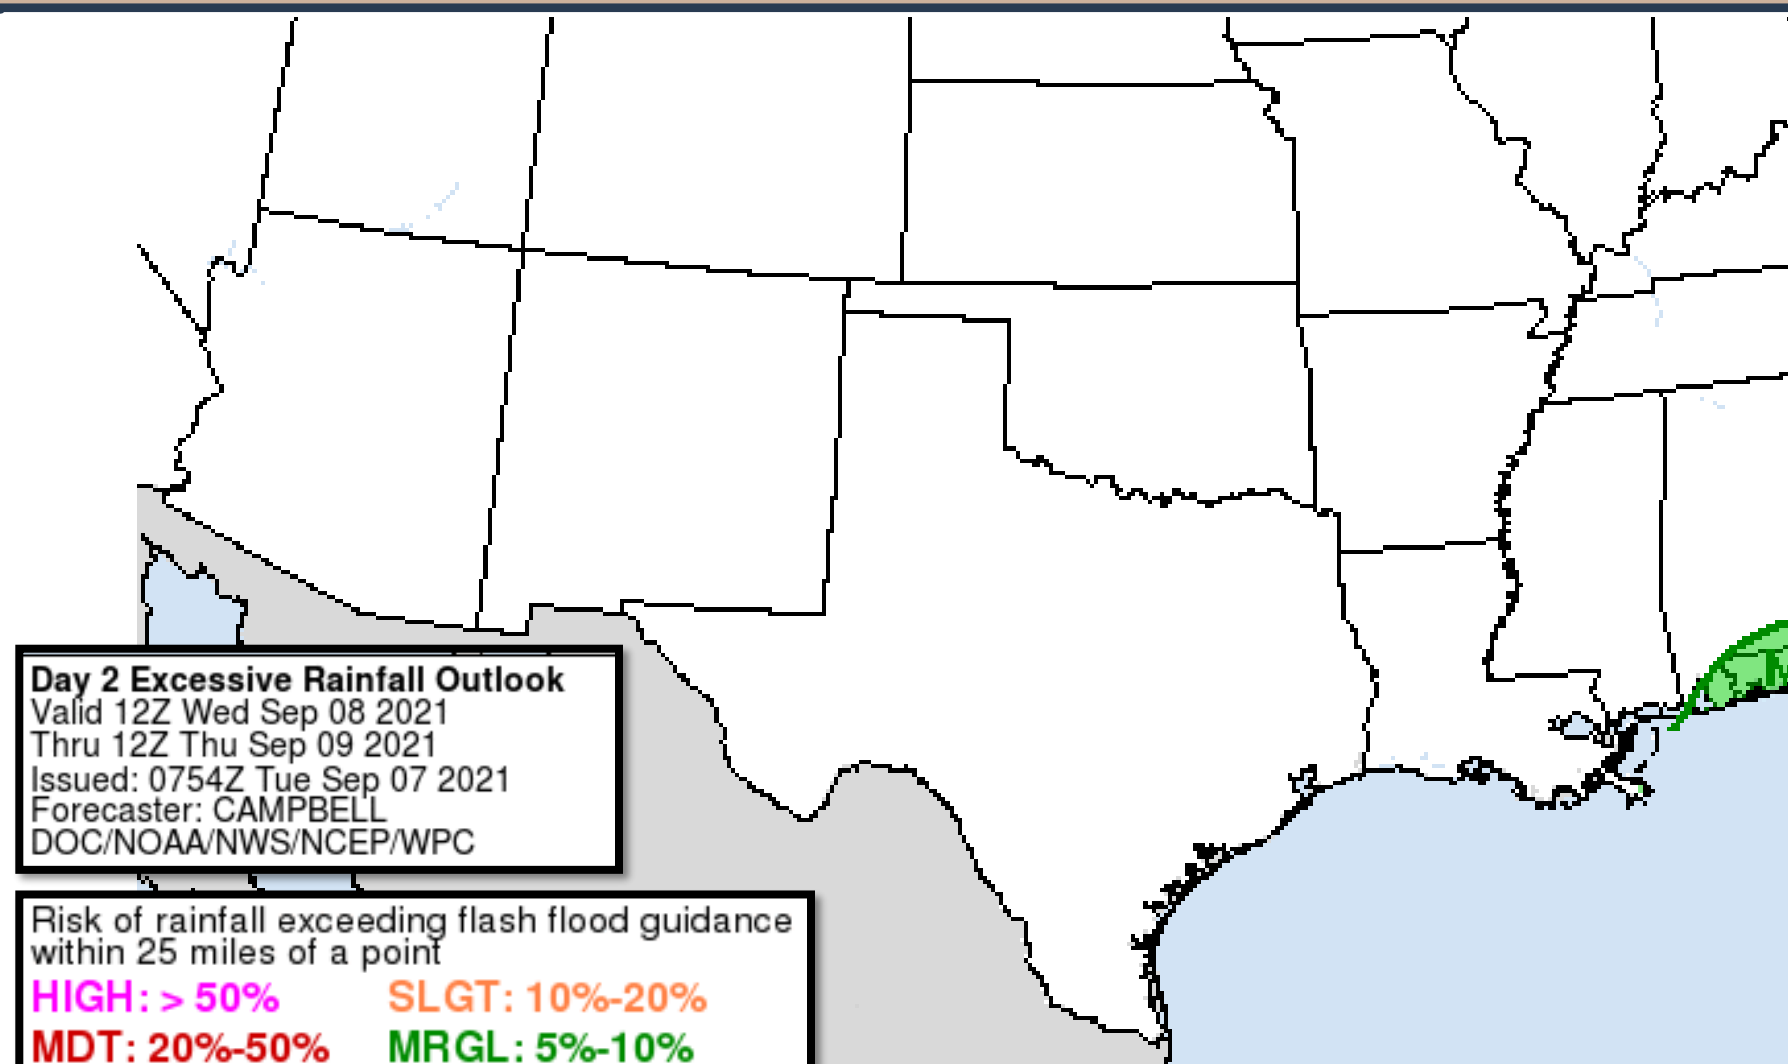 Day 2 Excessive Rainfall Outlook
Valid 12Z Wed Sep 08 2021
Thru 12Z Thu Sep 09 2021
Issued: 0754Z Tue Sep 07 2021
Forecaster: CAMPBELL
DOC/NOAA/NWS/NCEP/WPC
Risk of rainfall exceeding flash flood guidance
within 25 miles of a point
HIGH: > 50% SLGT: 10%-20%
MDT: 20%-50% MRGL: 5%-10%